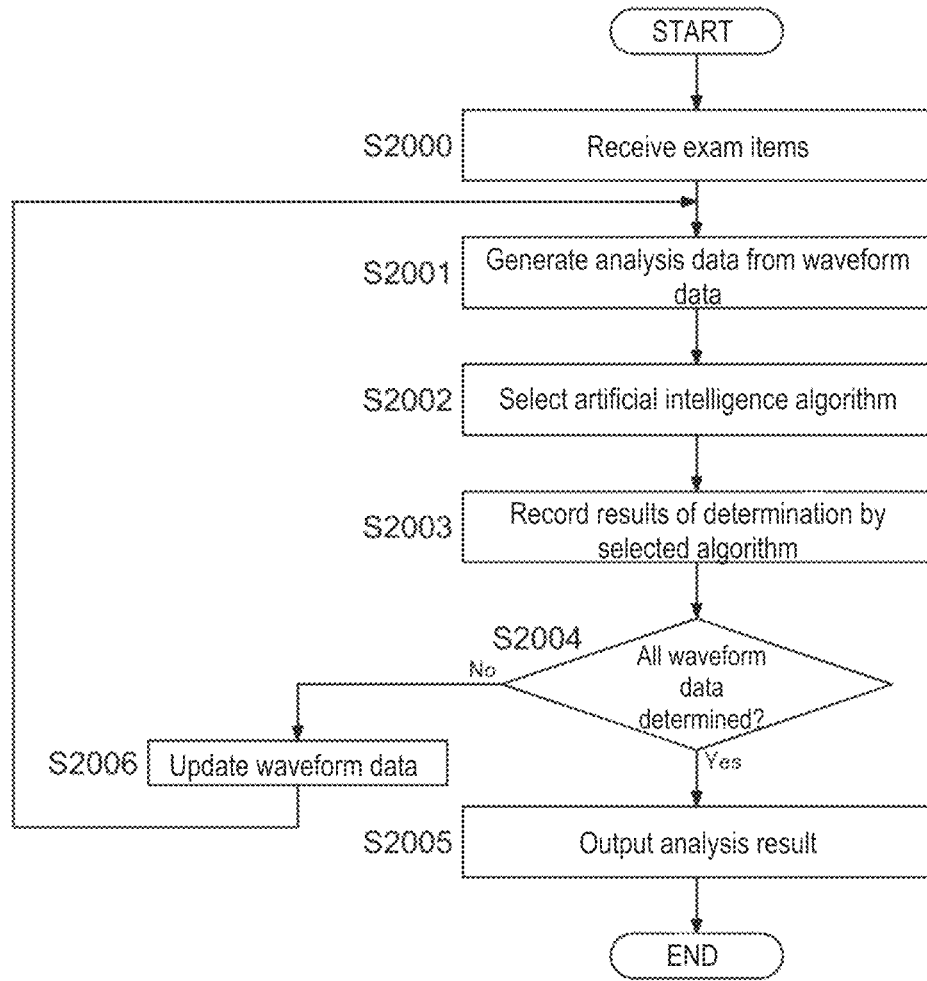 START
S2000
Receive exam items
S2001
Generate analysis data from waveform
data
S2002
Select artificial intelligence algorithm
S2003
Record results of determination by
selected algorithm
S2004
All waveform
data
determined?
No
Yes
S2006
Update waveform data
S2005
Output analysis result
END